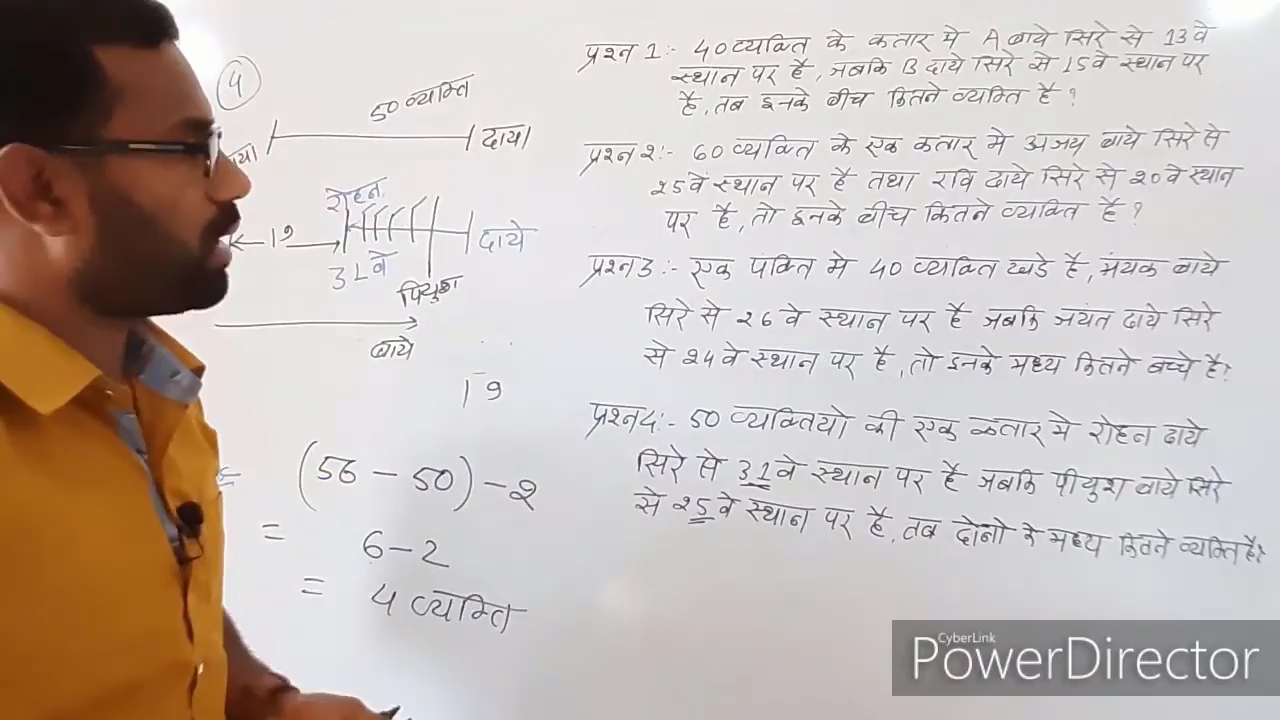 4
50 व्यक्ति
दाया
रोहन
19
31वे
दाये
पियुश
बाये
19
(56 - 50) - 2
= 6 - 2
= 4 व्यक्ति
प्रश्न 1:- 40 व्यक्ति के कतार मे A बाये सिरे से 13 वे
स्थान पर है, जबकि B दाये सिरे से 15 वे स्थान पर
है, तब इनके बीच कितने व्यक्ति है ?
प्रश्न २:- 60 व्यक्ति के एक कतार मे अजय बाये सिरे से
25 वे स्थान पर है तथा रवि दाये सिरे से 20 वे स्थान
पर है, तो इनके बीच कितने व्यक्ति है ?
प्रश्न 3:- एक पक्ति मे 40 व्यक्ति खडे है, मंयक बाये
सिरे से 26 वे स्थान पर है जबकि जयंत दाये सिरे
से 24 वे स्थान पर है, तो इनके मध्य कितने बच्चे है ?
प्रश्न 4:- 50 व्यक्तियो की एक कतार मे रोहन दाये
सिरे से 31 वे स्थान पर है जबकि पीयुश बाये सिरे
से 25 वे स्थान पर है, तब दोनो के मध्य कितने व्यक्ति है ?
CyberLink
PowerDirector